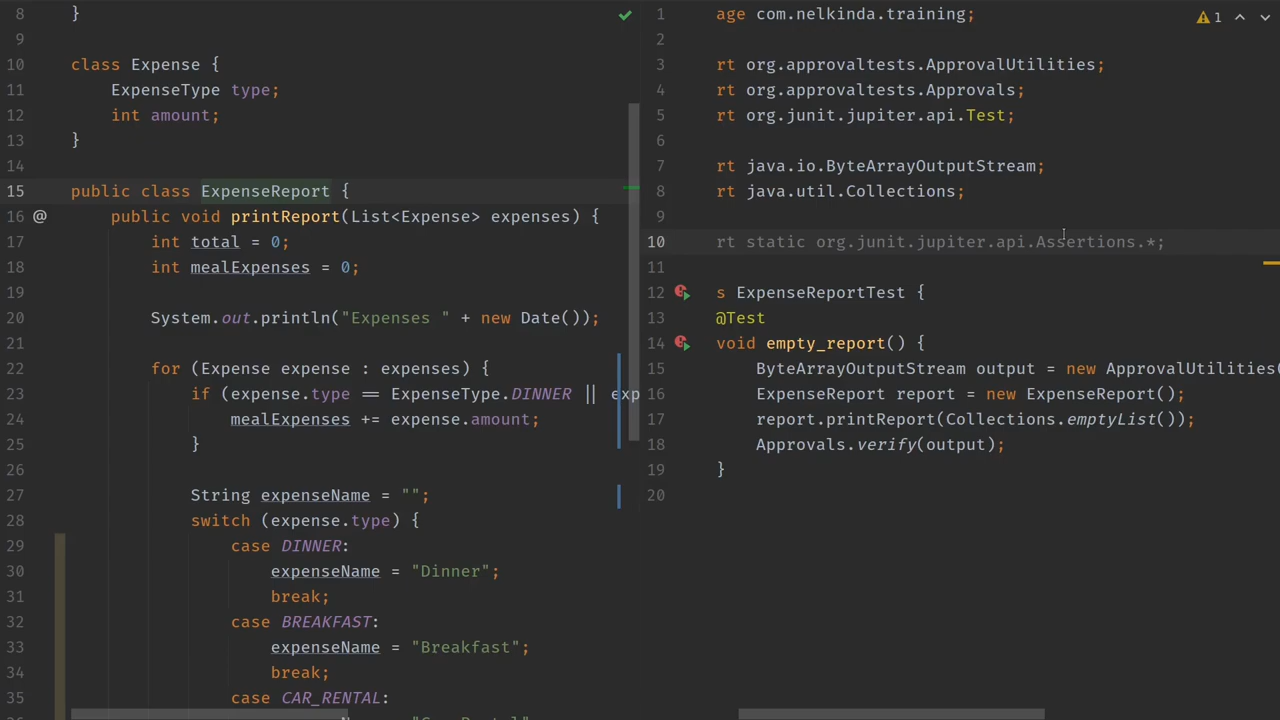 8 }
9
10 class Expense {
11 ExpenseType type;
12 int amount;
13 }
14
15 public class ExpenseReport {
16 @ public void printReport(List<Expense> expenses) {
17 int total = 0;
18 int mealExpenses = 0;
19
20 System.out.println("Expenses " + new Date());
21
22 for (Expense expense : expenses) {
23 if (expense.type == ExpenseType.DINNER || exp
24 mealExpenses += expense.amount;
25 }
26
27 String expenseName = "";
28 switch (expense.type) {
29 case DINNER:
30 expenseName = "Dinner";
31 break;
32 case BREAKFAST:
33 expenseName = "Breakfast";
34 break;
35 case CAR_RENTAL:
1 age com.nelkinda.training;
1
2
3 rt org.approvaltests.ApprovalUtilities;
4 rt org.approvaltests.Approvals;
5 rt org.junit.jupiter.api.Test;
6
7 rt java.io.ByteArrayOutputStream;
8 rt java.util.Collections;
9
10 rt static org.junit.jupiter.api.Assertions.*;
11
12 s ExpenseReportTest {
13 @Test
14 void empty_report() {
15 ByteArrayOutputStream output = new ApprovalUtilities(
16 ExpenseReport report = new ExpenseReport();
17 report.printReport(Collections.emptyList());
18 Approvals.verify(output);
19 }
20